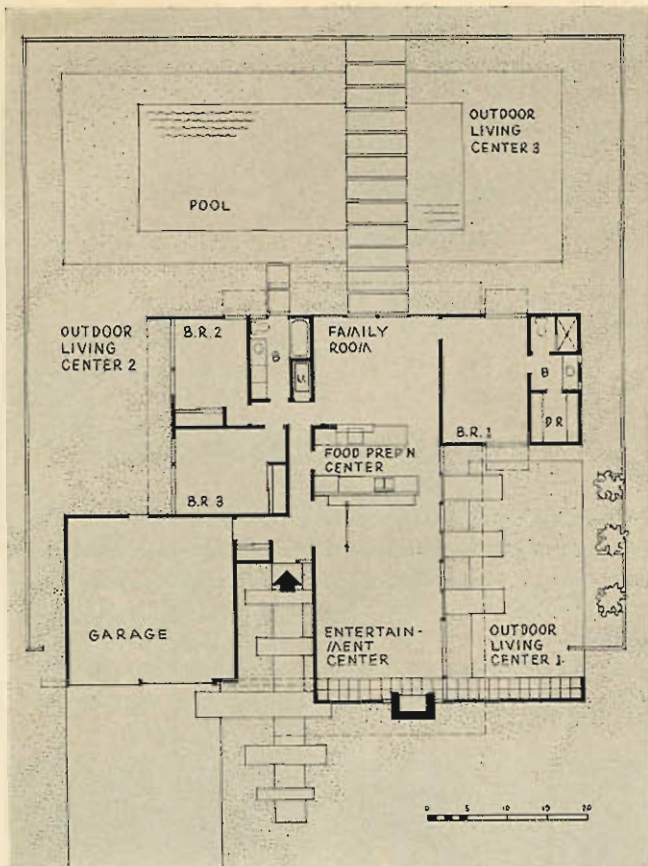 OUTDOOR
LIVING
CENTER 3
POOL
OUTDOOR
LIVING
CENTER 2
B.R. 2
B
FAMILY
ROOM
B
D R
B.R. 1
FOOD PREP'N
CENTER
B.R 3
GARAGE
ENTERTAIN-
MENT
CENTER
OUTDOOR
LIVING
CENTER 1.
0 5 10 15 20